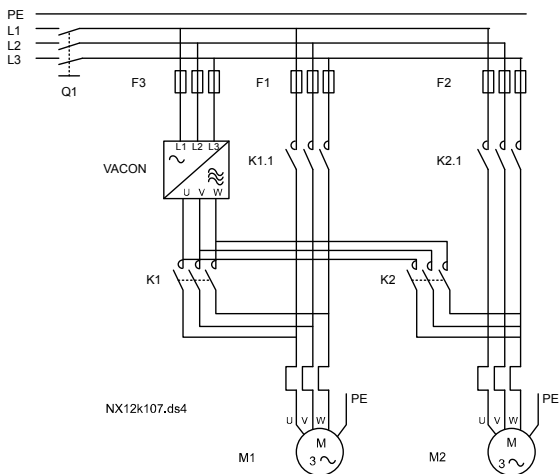 PE
L1
L2
L3
Q1
F3
F1
F2
L1 L2 L3
VACON
U V W
K1.1
K2.1
K1
K2
NX12k107.ds4
PE
PE
U V W
U V W
M
3
M
3
M1
M2